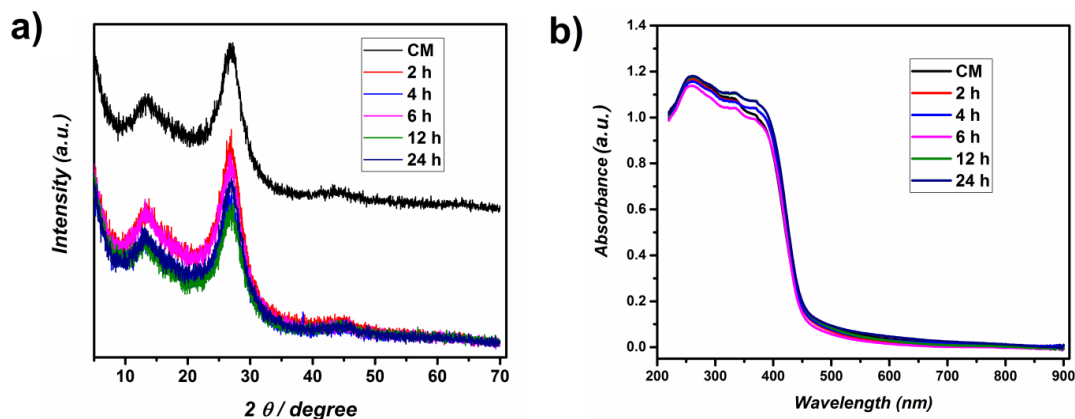 a)
Intensity (a.u.)
CM
2 h
4 h
6 h
12 h
24 h
10 20 30 40 50 60 70
2 θ / degree
b)
Absorbance (a. u.)
1.4
1.2
1.0
0.8
0.6
0.4
0.2
0.0
CM
2 h
4 h
6 h
12 h
24 h
200 300 400 500 600 700 800 900
Wavelength (nm)